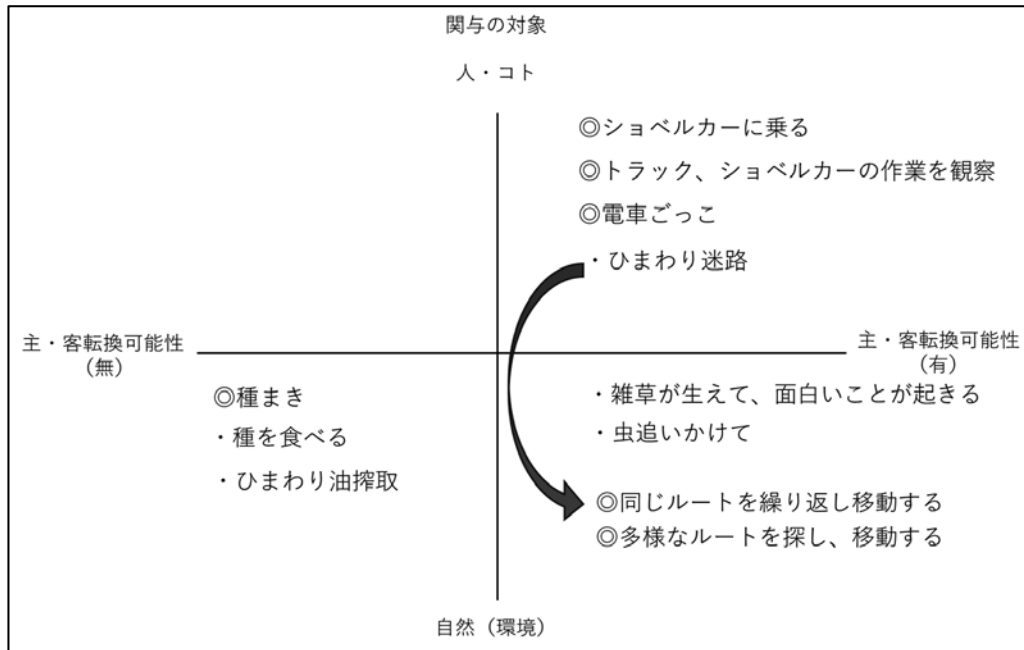 関与の対象
人・コト
◎ショベルカーに乗る
◎トラック、ショベルカーの作業を観察
◎電車ごっこ
・ひまわり迷路
主・客転換可能性
(無)
主・客転換可能性
(有)
◎種まき
・種を食べる
・ひまわり油搾取
・雑草が生えて、面白いことが起きる
・虫追いかけて
◎同じルートを繰り返し移動する
◎多様なルートを探し、移動する
自然（環境）